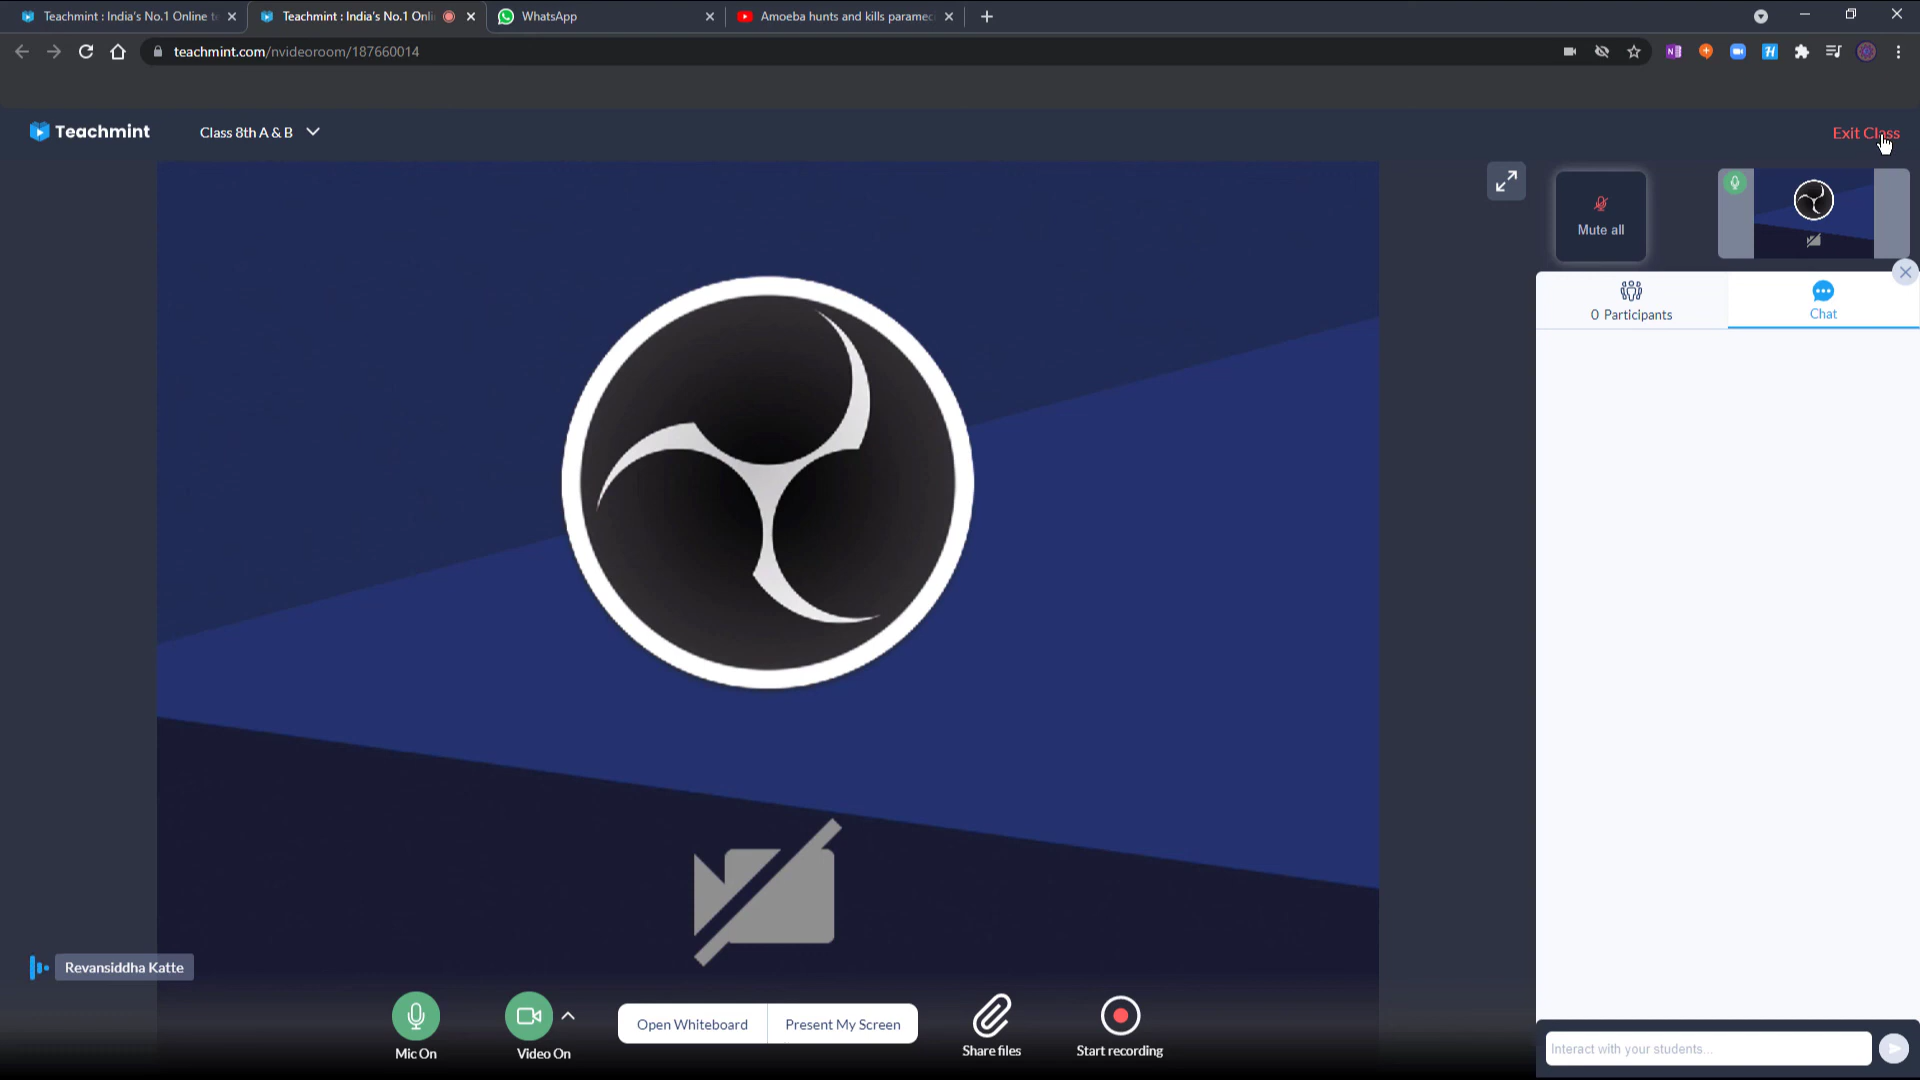 Teachmint : India's No.1 Online t
Teachmint : India's No.1 Onli
WhatsApp
Amoeba hunts and kills paramec
teachmint.com/nvideoroom/187660014
Teachmint
Class 8th A & B
Exit Class
Mute all
0 Participants
Chat
Revansiddha Katte
Mic On
Video On
Open Whiteboard
Present My Screen
Share files
Start recording
Interact with your students...